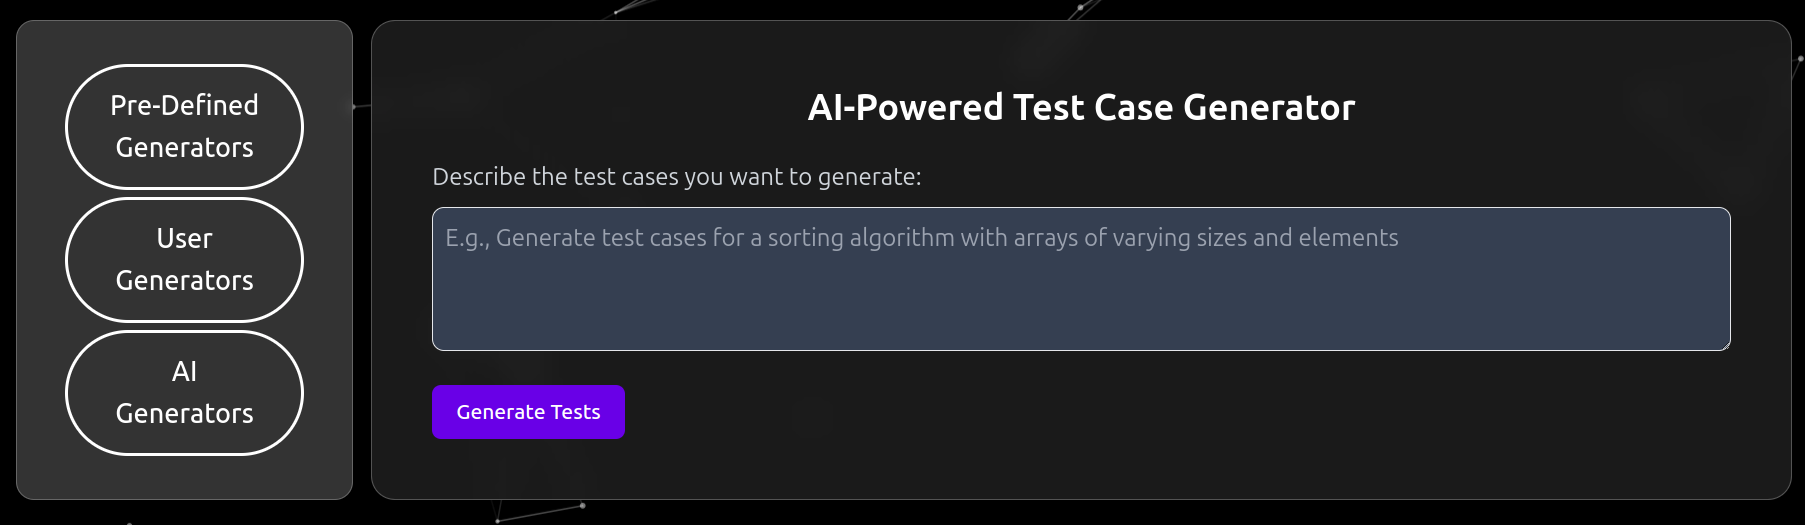 Pre-Defined
Generators
User
Generators
AI
Generators
AI-Powered Test Case Generator
Describe the test cases you want to generate:
E.g., Generate test cases for a sorting algorithm with arrays of varying sizes and elements
Generate Tests